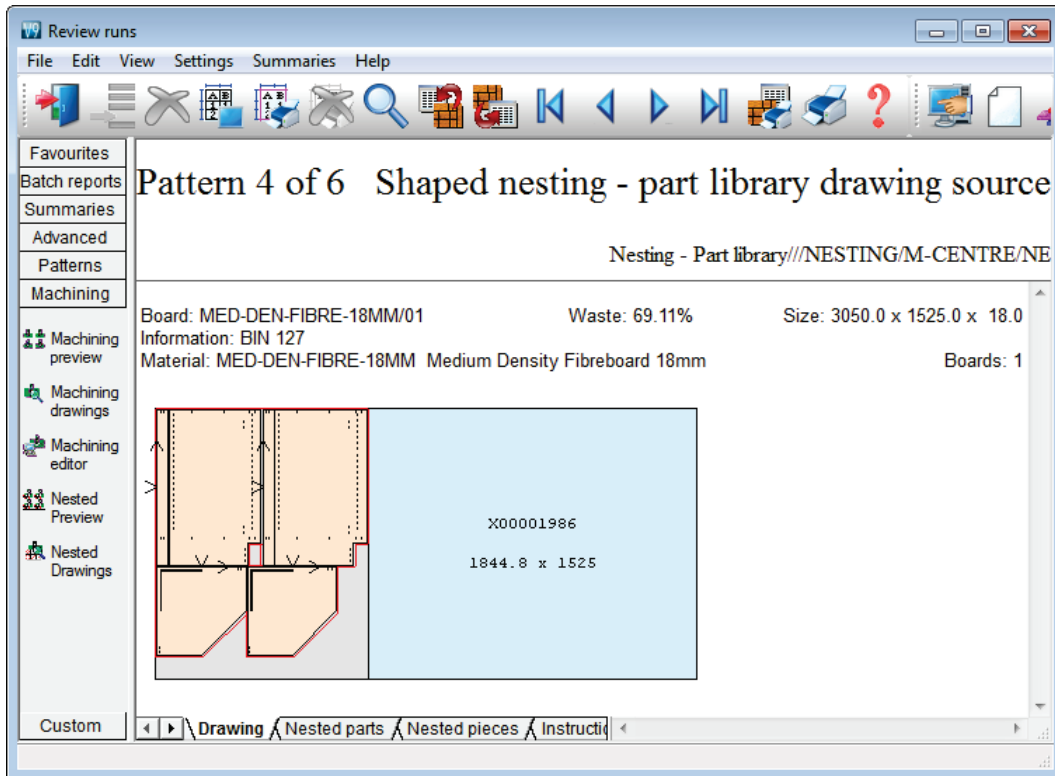 Review runs
File Edit View Settings Summaries Help
Favourites
Batch reports
Summaries
Advanced
Patterns
Machining
Machining
preview
Machining
drawings
Machining
editor
Nested
Preview
Nested
Drawings
Custom
Pattern 4 of 6 Shaped nesting - part library drawing source
Nesting - Part library///NESTING/M-CENTRE/NE
Board: MED-DEN-FIBRE-18MM/01 Waste: 69.11% Size: 3050.0 x 1525.0 x 18.0
Information: BIN 127
Material: MED-DEN-FIBRE-18MM Medium Density Fibreboard 18mm Boards: 1
X00001986
1844.8 x 1525
Drawing Nested parts Nested pieces Instructio